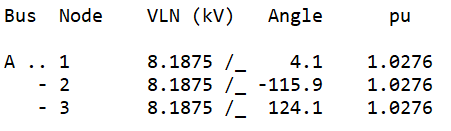 Bus Node VLN (kV) Angle pu
A .. 1 8.1875 /_ 4.1 1.0276
- 2 8.1875 /_ -115.9 1.0276
- 3 8.1875 /_ 124.1 1.0276